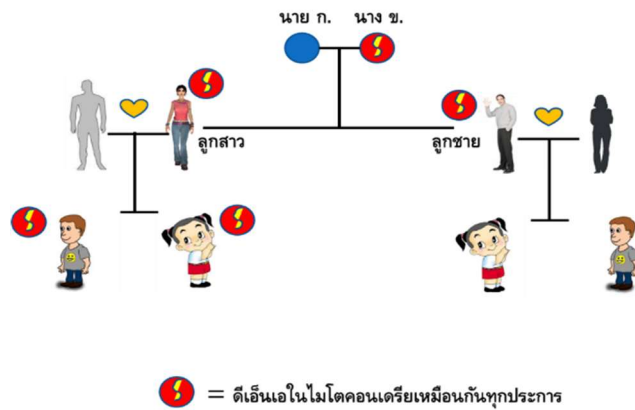 นาย ก. นาง ข.
ลูกสาว ลูกชาย
= ดีเอ็นเอในไมโตคอนเดรียเหมือนกันทุกประการ